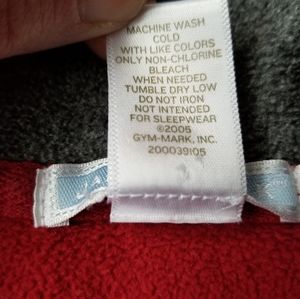 MACHINE WASH
COLD
WITH LIKE COLORS
ONLY NON-CHLORINE
BLEACH
WHEN NEEDED
TUMBLE DRY LOW
DO NOT IRON
NOT INTENDED
FOR SLEEPWEAR
©2005
GYM-MARK, INC.
200039105